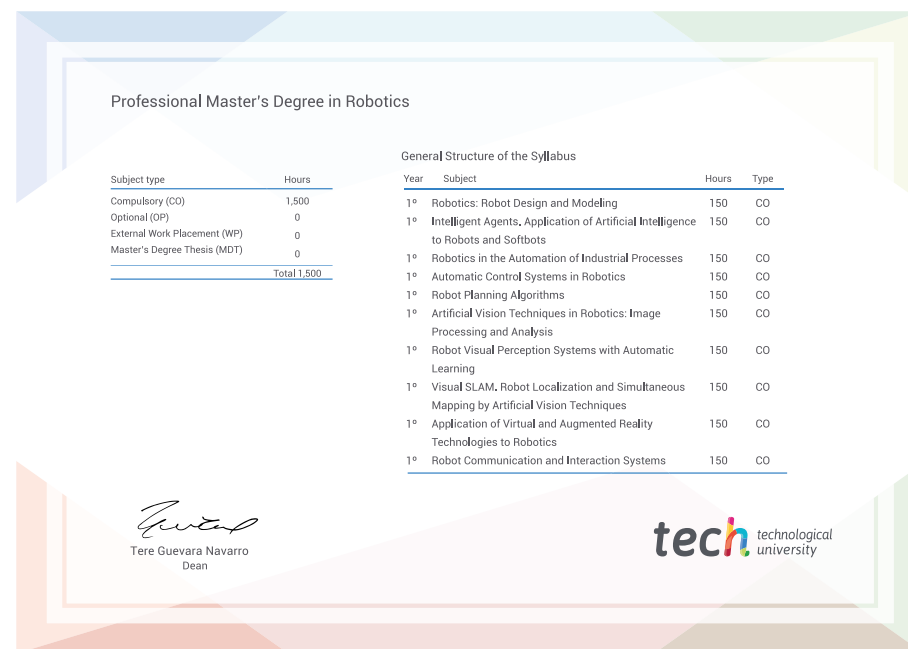 Professional Master's Degree in Robotics
Subject type Hours
Compulsory (CO) 1,500
Optional (OP) 0
External Work Placement (WP) 0
Master's Degree Thesis (MDT) 0
Total 1,500
General Structure of the Syllabus
Year Subject Hours Type
1º Robotics: Robot Design and Modeling 150 CO
1º Intelligent Agents. Application of Artificial Intelligence 150 CO
to Robots and Softbots
1º Robotics in the Automation of Industrial Processes 150 CO
1º Automatic Control Systems in Robotics 150 CO
1º Robot Planning Algorithms 150 CO
1º Artificial Vision Techniques in Robotics: Image 150 CO
Processing and Analysis
1º Robot Visual Perception Systems with Automatic 150 CO
Learning
1º Visual SLAM. Robot Localization and Simultaneous 150 CO
Mapping by Artificial Vision Techniques
1º Application of Virtual and Augmented Reality 150 CO
Technologies to Robotics
1º Robot Communication and Interaction Systems 150 CO
Tere Guevara Navarro
Dean
tech technological
university